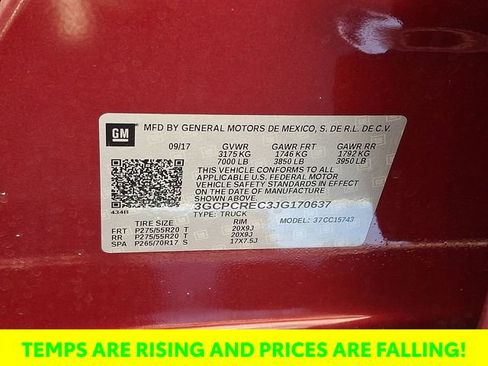 GM
MFD BY GENERAL MOTORS DE MEXICO, S. DE R.L. DE C.V.
09/17 GVWR GAWR FRT GAWR RR
3175 KG 1746 KG 1792 KG
7000 LB 3850 LB 3950 LB
THIS VEHICLE CONFORMS TO ALL
APPLICABLE U.S. FEDERAL MOTOR
VEHICLE SAFETY AND THEFT
PREVENTION STANDARDS IN EFFECT
ON THE DATE OF MANUFACTURE
SHOWN ABOVE.
3GCPCREC3JG170637
TYPE: TRUCK MODEL: 37CC15743
434B
TIRE SIZE RIM
FRT P275/55R20 T 20X9J
RR P275/55R20 T 20X9J
SPA P265/70R17 S 17X7.5J
TEMPS ARE RISING AND PRICES ARE FALLING!